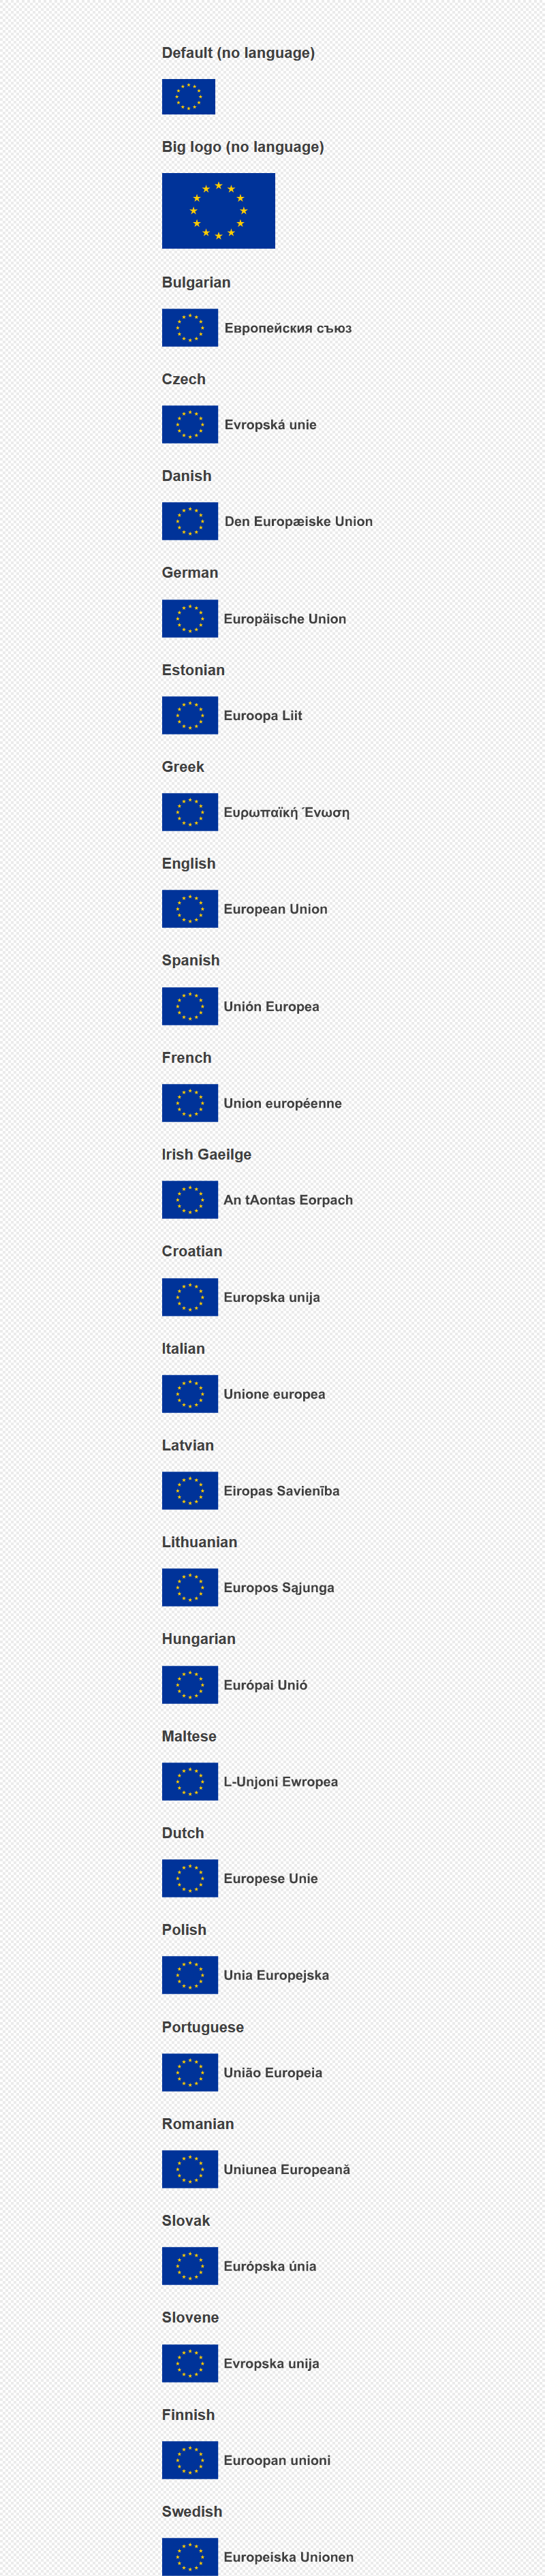 Default (no language)
Big logo (no language)
Bulgarian
Европейския съюз
Czech
Evropská unie
Danish
Den Europæiske Union
German
Europäische Union
Estonian
Euroopa Liit
Greek
Ευρωπαϊκή Ένωση
English
European Union
Spanish
Unión Europea
French
Union européenne
Irish Gaeilge
An tAontas Eorpach
Croatian
Europska unija
Italian
Unione europea
Latvian
Eiropas Savienība
Lithuanian
Europos Sąjunga
Hungarian
Európai Unió
Maltese
L-Unjoni Ewropea
Dutch
Europese Unie
Polish
Unia Europejska
Portuguese
União Europeia
Romanian
Uniunea Europeană
Slovak
Európska únia
Slovene
Evropska unija
Finnish
Euroopan unioni
Swedish
Europeiska Unionen